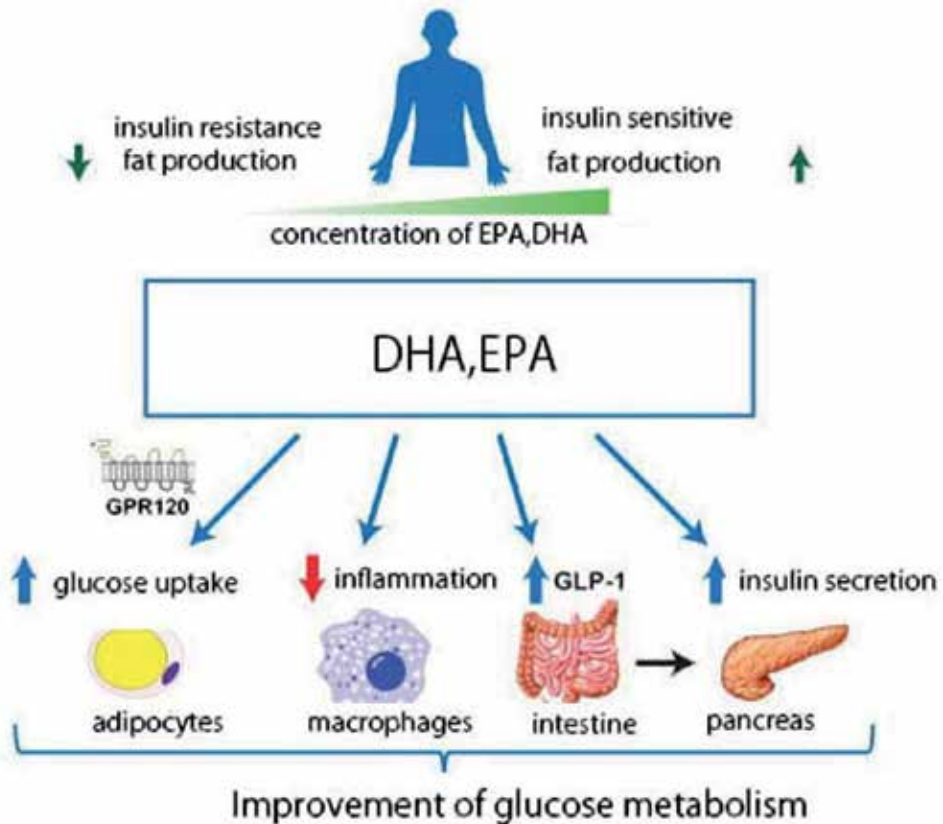 insulin resistance
fat production
insulin sensitive
fat production
concentration of EPA,DHA
DHA,EPA
GPR120
glucose uptake
inflammation
GLP-1
insulin secretion
adipocytes
macrophages
intestine
pancreas
Improvement of glucose metabolism